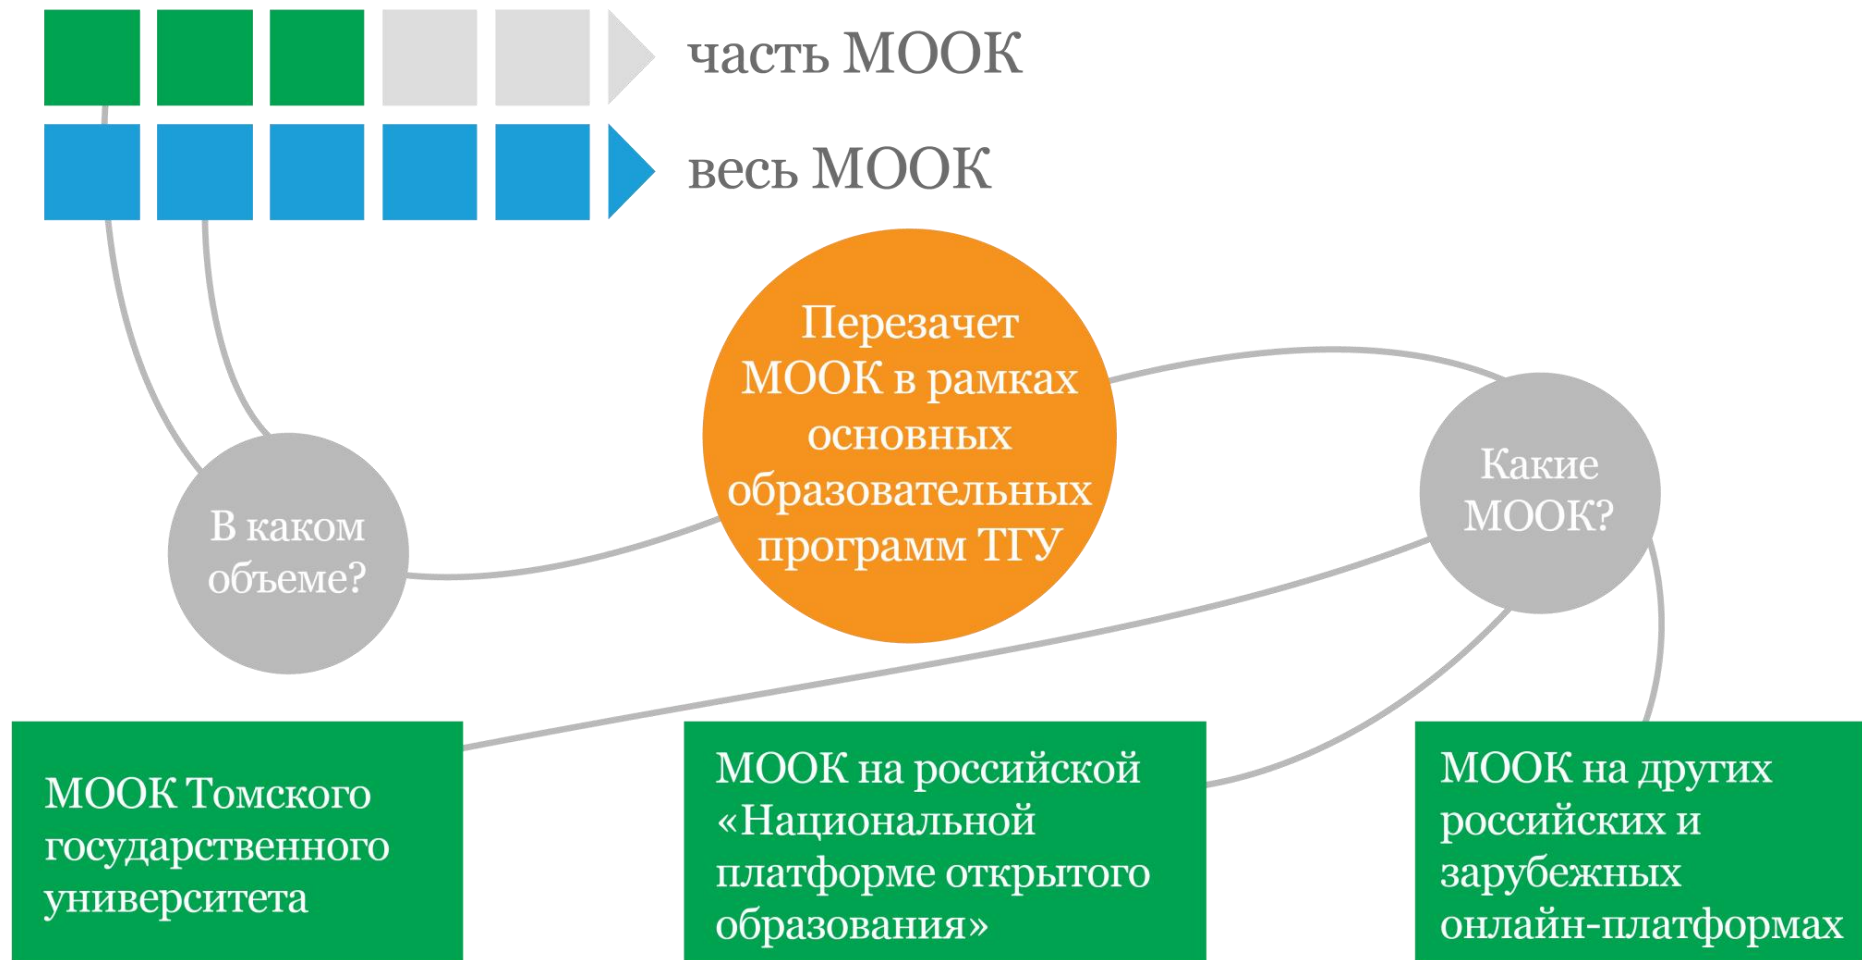 часть МООК
весь МООК
Перезачет
МООК в рамках
основных
образовательных
программ ТГУ
В каком
объеме?
Какие
МООК?
МООК Томского
государственного
университета
МООК на российской
«Национальной
платформе открытого
образования»
МООК на других
российских и
зарубежных
онлайн-платформах